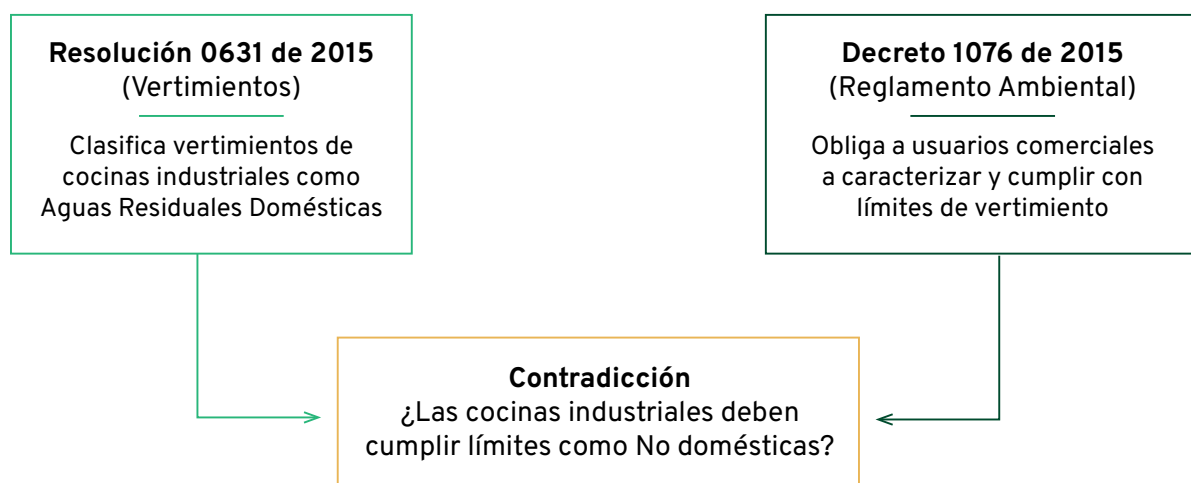 Resolución 0631 de 2015
(Vertimientos)
Clasifica vertimientos de
cocinas industriales como
Aguas Residuales Domésticas
Decreto 1076 de 2015
(Reglamento Ambiental)
Obliga a usuarios comerciales
a caracterizar y cumplir con
límites de vertimiento
Contradicción
¿Las cocinas industriales deben
cumplir límites como No domésticas?